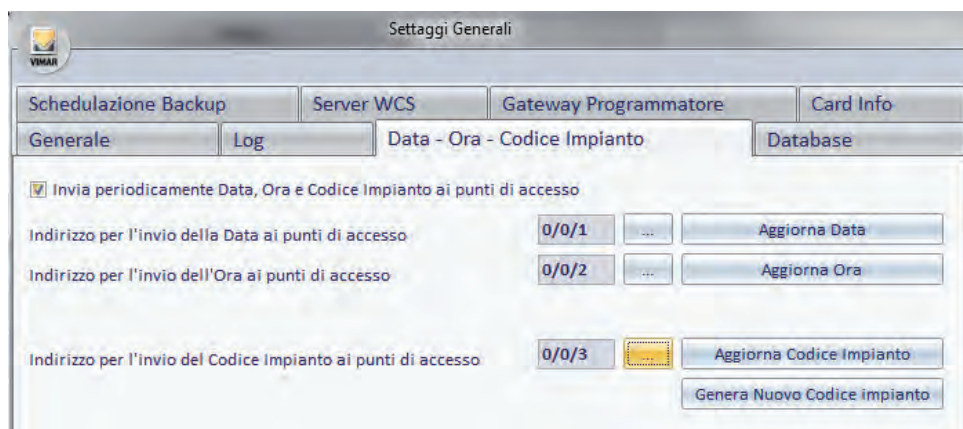 Settaggi Generali
VIMAR
Schedulazione Backup Server WCS Gateway Programmatore Card Info
Generale Log Data - Ora - Codice Impianto Database
Invia periodicamente Data, Ora e Codice Impianto ai punti di accesso
Indirizzo per l'invio della Data ai punti di accesso 0/0/1 ... Aggiorna Data
Indirizzo per l'invio dell'Ora ai punti di accesso 0/0/2 ... Aggiorna Ora
Indirizzo per l'invio del Codice Impianto ai punti di accesso 0/0/3 ... Aggiorna Codice Impianto
Genera Nuovo Codice impianto